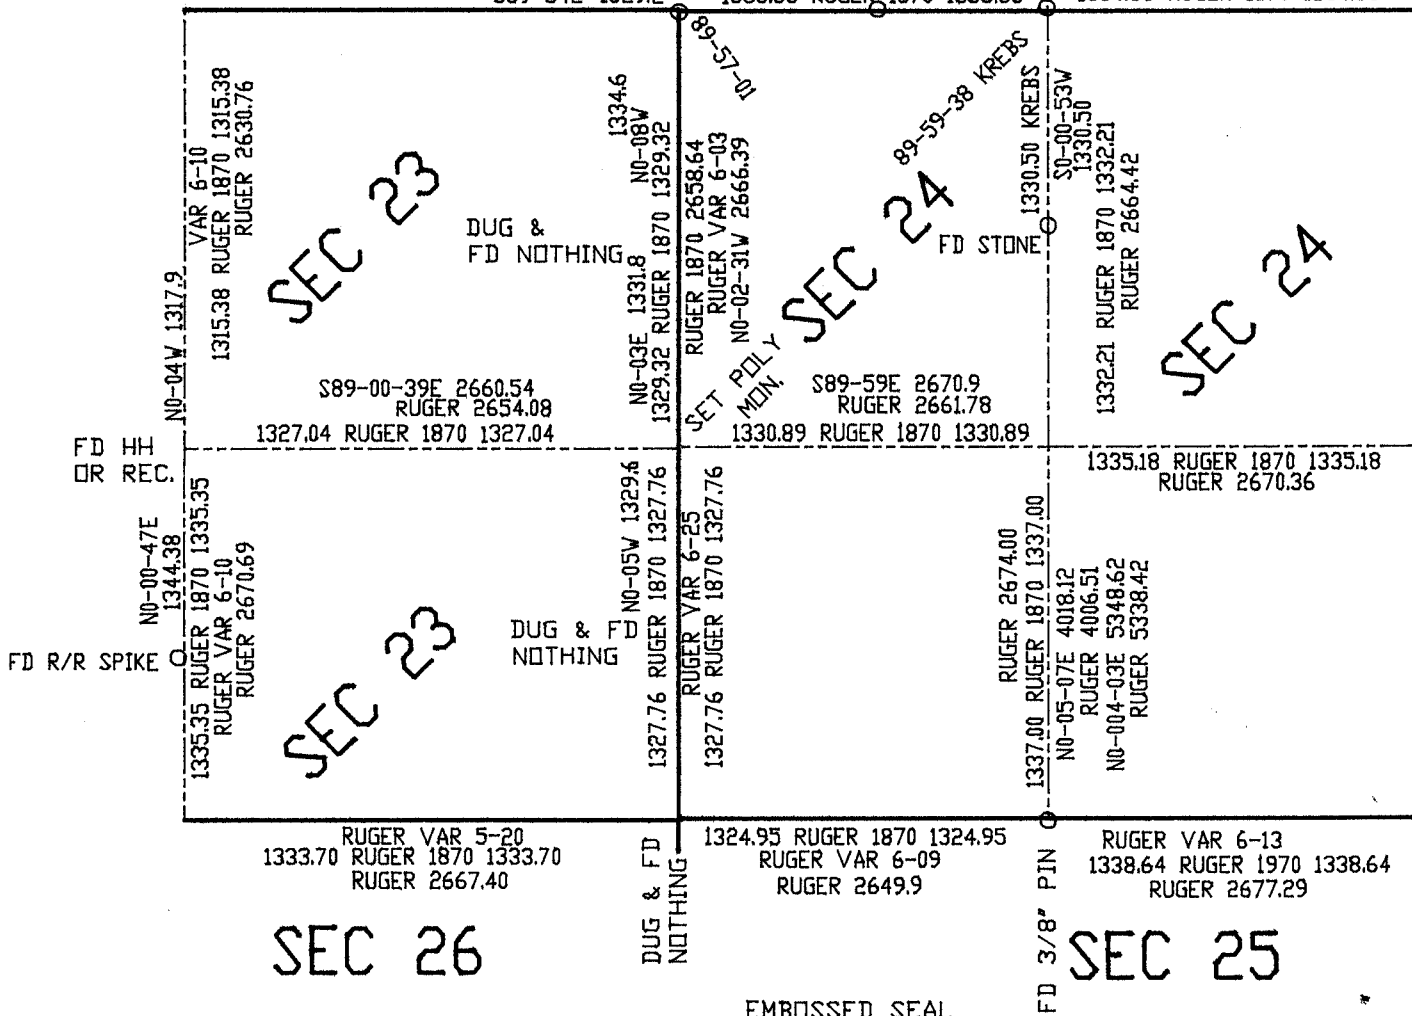 89-57-01
89-59-38 KREBS
VAR 6-10
1315.38 RUGER 1870 1315.38
RUGER 2630.76
N0-04W 1317.9
SEC 23
DUG &
FD NOTHING
1334.6
N0-08W
N0-03E 1331.8
1329.32 RUGER 1870 1329.32
RUGER 1870 2658.64
RUGER VAR 6-03
N0-02-31W 2666.39
SEC 24
FD STONE
1330.50 KREBS
S0-00-53W
1330.50
1332.21 RUGER 1870 1332.21
RUGER 2664.42
SEC 24
SET POLY
MON.
S89-00-39E 2660.54
RUGER 2654.08
1327.04 RUGER 1870 1327.04
S89-59E 2670.9
RUGER 2661.78
1330.89 RUGER 1870 1330.89
FD HH
OR REC.
1335.18 RUGER 1870 1335.18
RUGER 2670.36
N0-00-47E
1344.38
1335.35 RUGER 1870 1335.35
RUGER VAR 6-10
RUGER 2670.69
FD R/R SPIKE
SEC 23
DUG & FD
NOTHING
N0-05W 1329.6
1327.76 RUGER 1870 1327.76
RUGER VAR 6-25
1327.76 RUGER 1870 1327.76
RUGER 2674.00
1337.00 RUGER 1870 1337.00
N0-05-07E 4018.12
RUGER 4006.51
N0-004-03E 5348.62
RUGER 5338.42
RUGER VAR 5-20
1333.70 RUGER 1870 1333.70
RUGER 2667.40
DUG & FD
NOTHING
1324.95 RUGER 1870 1324.95
RUGER VAR 6-09
RUGER 2649.9
FD 3/8" PIN
RUGER VAR 6-13
1338.64 RUGER 1970 1338.64
RUGER 2677.29
SEC 26
SEC 25
EMBOSSED SEAL